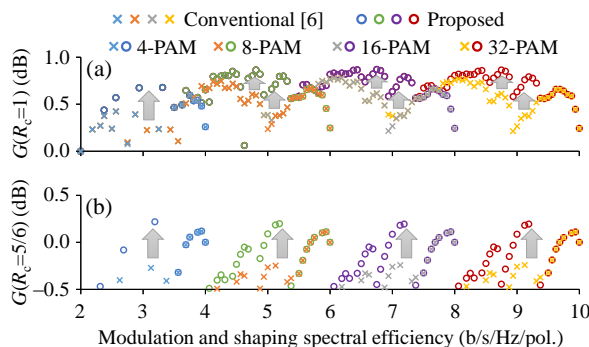 Conventional [6] Proposed
4-PAM 8-PAM 16-PAM 32-PAM
(a)
G(Rc=1) (dB)
1.0
0.5
0.0
(b)
G(Rc=5/6) (dB)
0.5
0.0
−0.5
2 3 4 5 6 7 8 9 10
Modulation and shaping spectral efficiency (b/s/Hz/pol.)